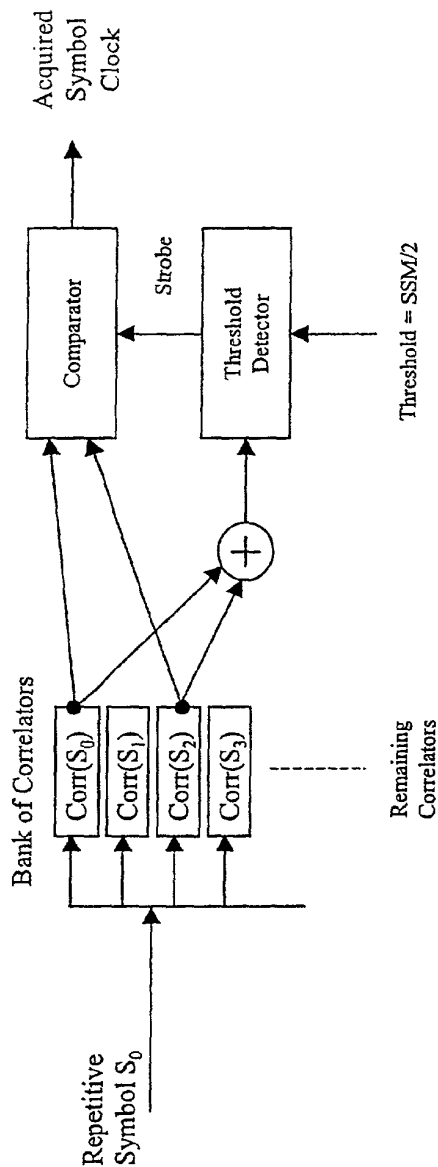 Repetitive
Symbol S₀
Bank of Correlators
Corr(S₀)
Corr(S₁)
Corr(S₂)
Corr(S₃)
Remaining
Correlators
+
Comparator
Strobe
Threshold
Detector
Threshold = SSM/2
Acquired
Symbol
Clock